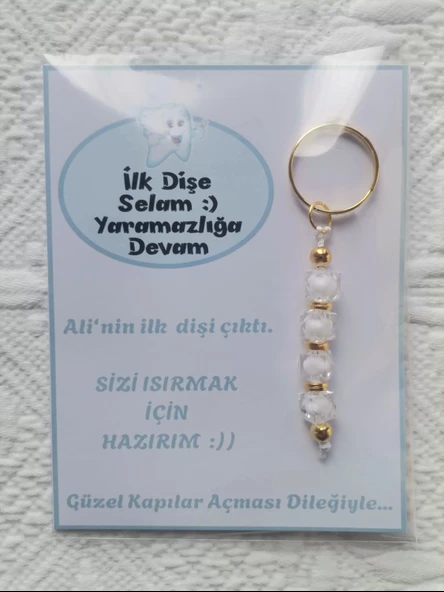 İlk Dişe
Selam :)
Yaramazlığa
Devam
Ali'nin ilk dişi çıktı.
SİZİ ISIRMAK
İÇİN
HAZIRIM :))
Güzel Kapılar Açması Dileğiyle...